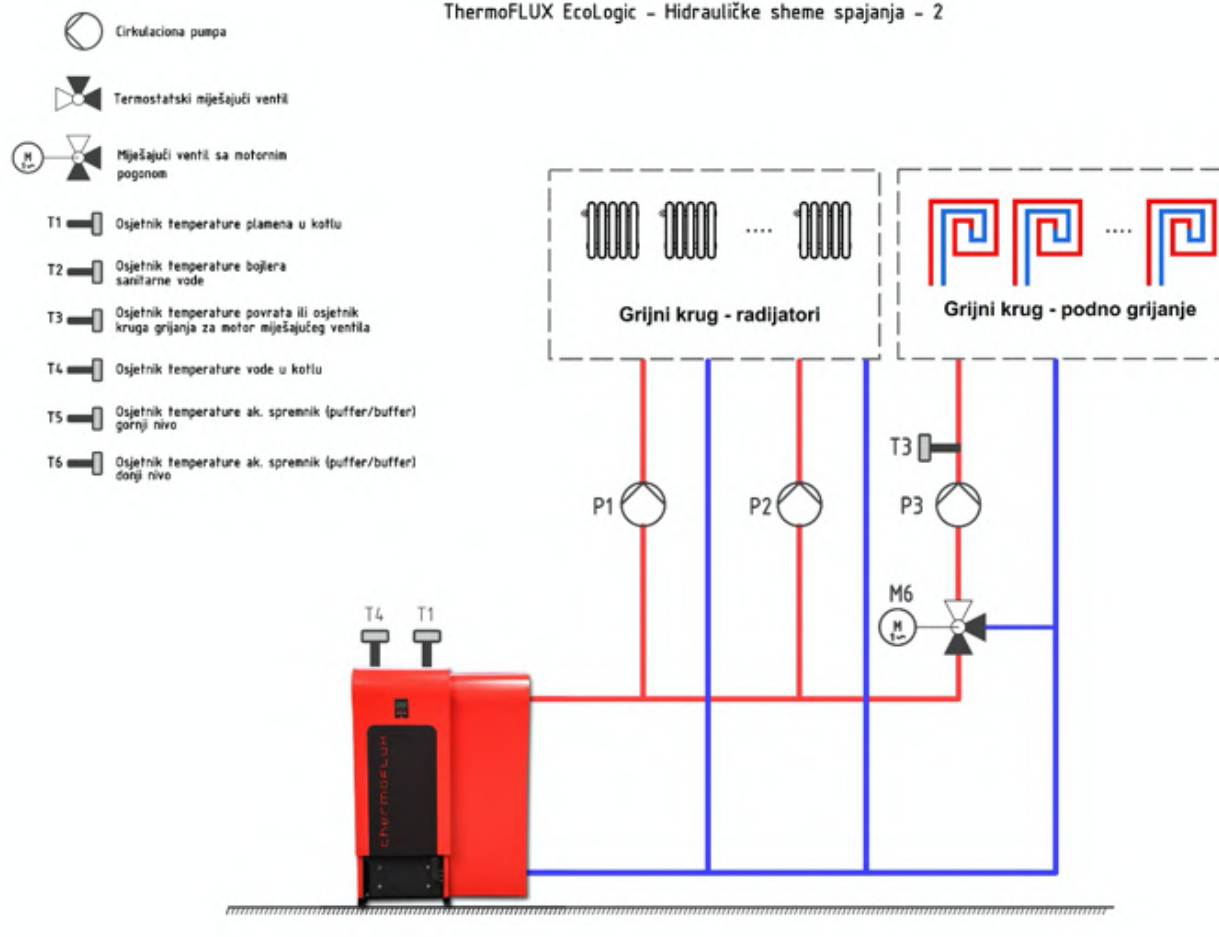 ThermoFLUX EcoLogic - Hidrauličke sheme spajanja - 2
Cirkulaciona pumpa
Termostatski miješajući ventil
M
1~
Miješajući ventil sa motornim
pogonom
T1 Osjetnik temperature plamena u kotlu
T2 Osjetnik temperature bojlera
sanitarne vode
T3 Osjetnik temperature povrata ili osjetnik
kruga grijanja za motor miješajućeg ventila
T4 Osjetnik temperature vode u kotlu
T5 Osjetnik temperature ak. spremnik (puffer/buffer)
gornji nivo
T6 Osjetnik temperature ak. spremnik (puffer/buffer)
donji nivo
....
Grijni krug - radijatori
....
Grijni krug - podno grijanje
T3
P1
P2
P3
M6
M
1~
T4 T1
thermoFLUX